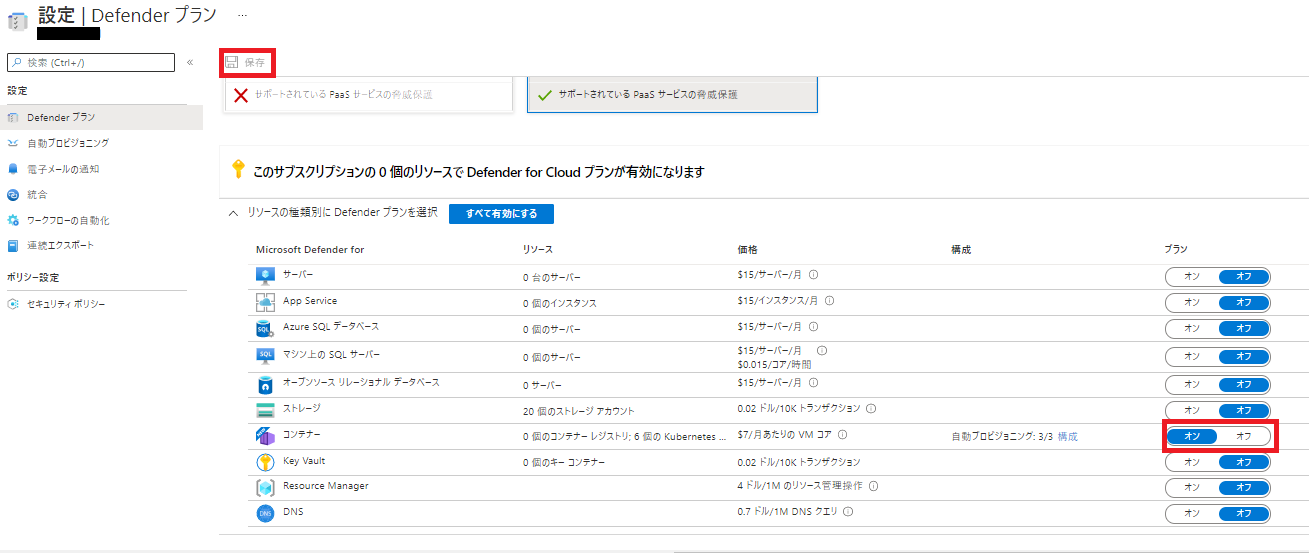 設定 | Defender プラン ...
検索 (Ctrl+/) «
設定
Defender プラン
自動プロビジョニング
電子メールの通知
統合
ワークフローの自動化
連続エクスポート
ポリシー設定
セキュリティ ポリシー
保存
サポートされている PaaS サービスの脅威保護
サポートされている PaaS サービスの脅威保護
このサブスクリプションの 0 個のリソースで Defender for Cloud プランが有効になります
リソースの種類別に Defender プランを選択 すべて有効にする
Microsoft Defender for リソース 価格 構成 プラン
サーバー 0 台のサーバー $15/サーバー/月 オン オフ
App Service 0 個のインスタンス $15/インスタンス/月 オン オフ
Azure SQL データベース 0 個のサーバー $15/サーバー/月 オン オフ
マシン上の SQL サーバー 0 個のサーバー $15/サーバー/月 オン オフ
$0.015/コア/時間
オープンソース リレーショナル データベース 0 サーバー $15/サーバー/月 オン オフ
ストレージ 20 個のストレージ アカウント 0.02 ドル/10K トランザクション オン オフ
コンテナー 0 個のコンテナー レジストリ; 6 個の Kubernetes ... $7/月あたりの VM コア 自動プロビジョニング: 3/3 構成 オン オフ
Key Vault 0 個のキー コンテナー 0.02 ドル/10K トランザクション オン オフ
Resource Manager 4 ドル/1M のリソース管理操作 オン オフ
DNS 0.7 ドル/1M DNS クエリ オン オフ